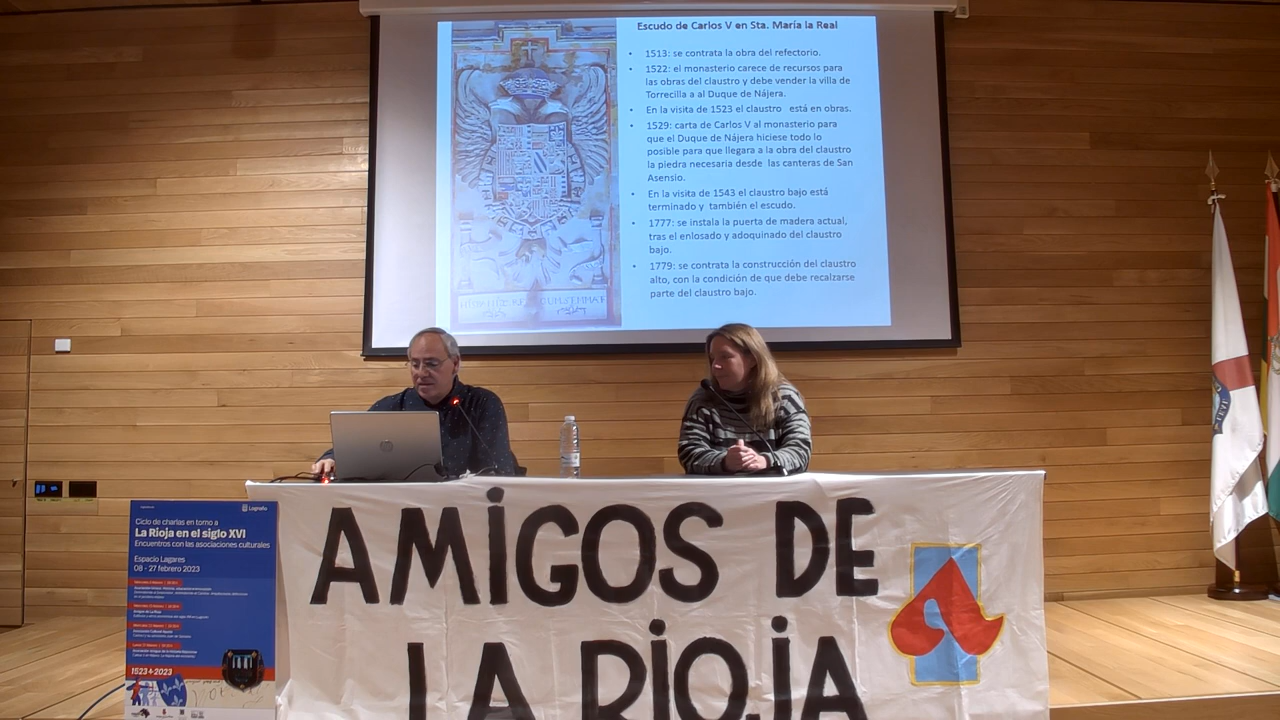 Escudo de Carlos V en Sta. María la Real
• 1513: se contrata la obra del refectorio.
• 1522: el monasterio carece de recursos para
las obras del claustro y debe vender la villa de
Torrecilla a al Duque de Nájera.
• En la visita de 1523 el claustro está en obras.
• 1529: carta de Carlos V al monasterio para
que el Duque de Nájera hiciese todo lo
posible para que llegara a la obra del claustro
la piedra necesaria desde las canteras de San
Asensio.
• En la visita de 1543 el claustro bajo está
terminado y también el escudo.
• 1777: se instala la puerta de madera actual,
tras el enlosado y adoquinado del claustro
bajo.
• 1779: se contrata la construcción del claustro
alto, con la condición de que debe recalzarse
parte del claustro bajo.
AMiGOS DE
LA RiOjA
Logroño
Ciclo de charlas en torno a
La Rioja en el siglo XVI
Encuentros con las asociaciones culturales
Espacio Lagares
08 - 27 febrero 2023
Amigos de La Rioja
1523+2023